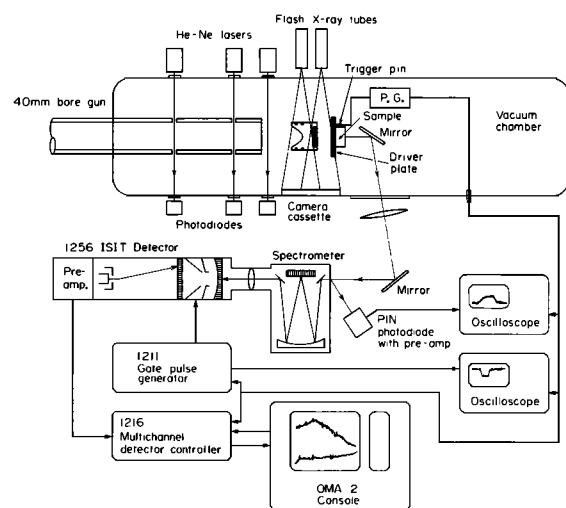 Flash X-ray tubes
He-Ne lasers
Trigger pin
40mm bore gun
P. G.
Sample
Mirror
Vacuum
chamber
Driver
plate
Camera
cassette
Photodiodes
1256 ISIT Detector
Spectrometer
Pre-
amp.
Mirror
PIN
photodiode
with pre-amp
Oscilloscope
1211
Gate pulse
generator
Oscilloscope
1216
Multichannel
detector controller
OMA 2
Console